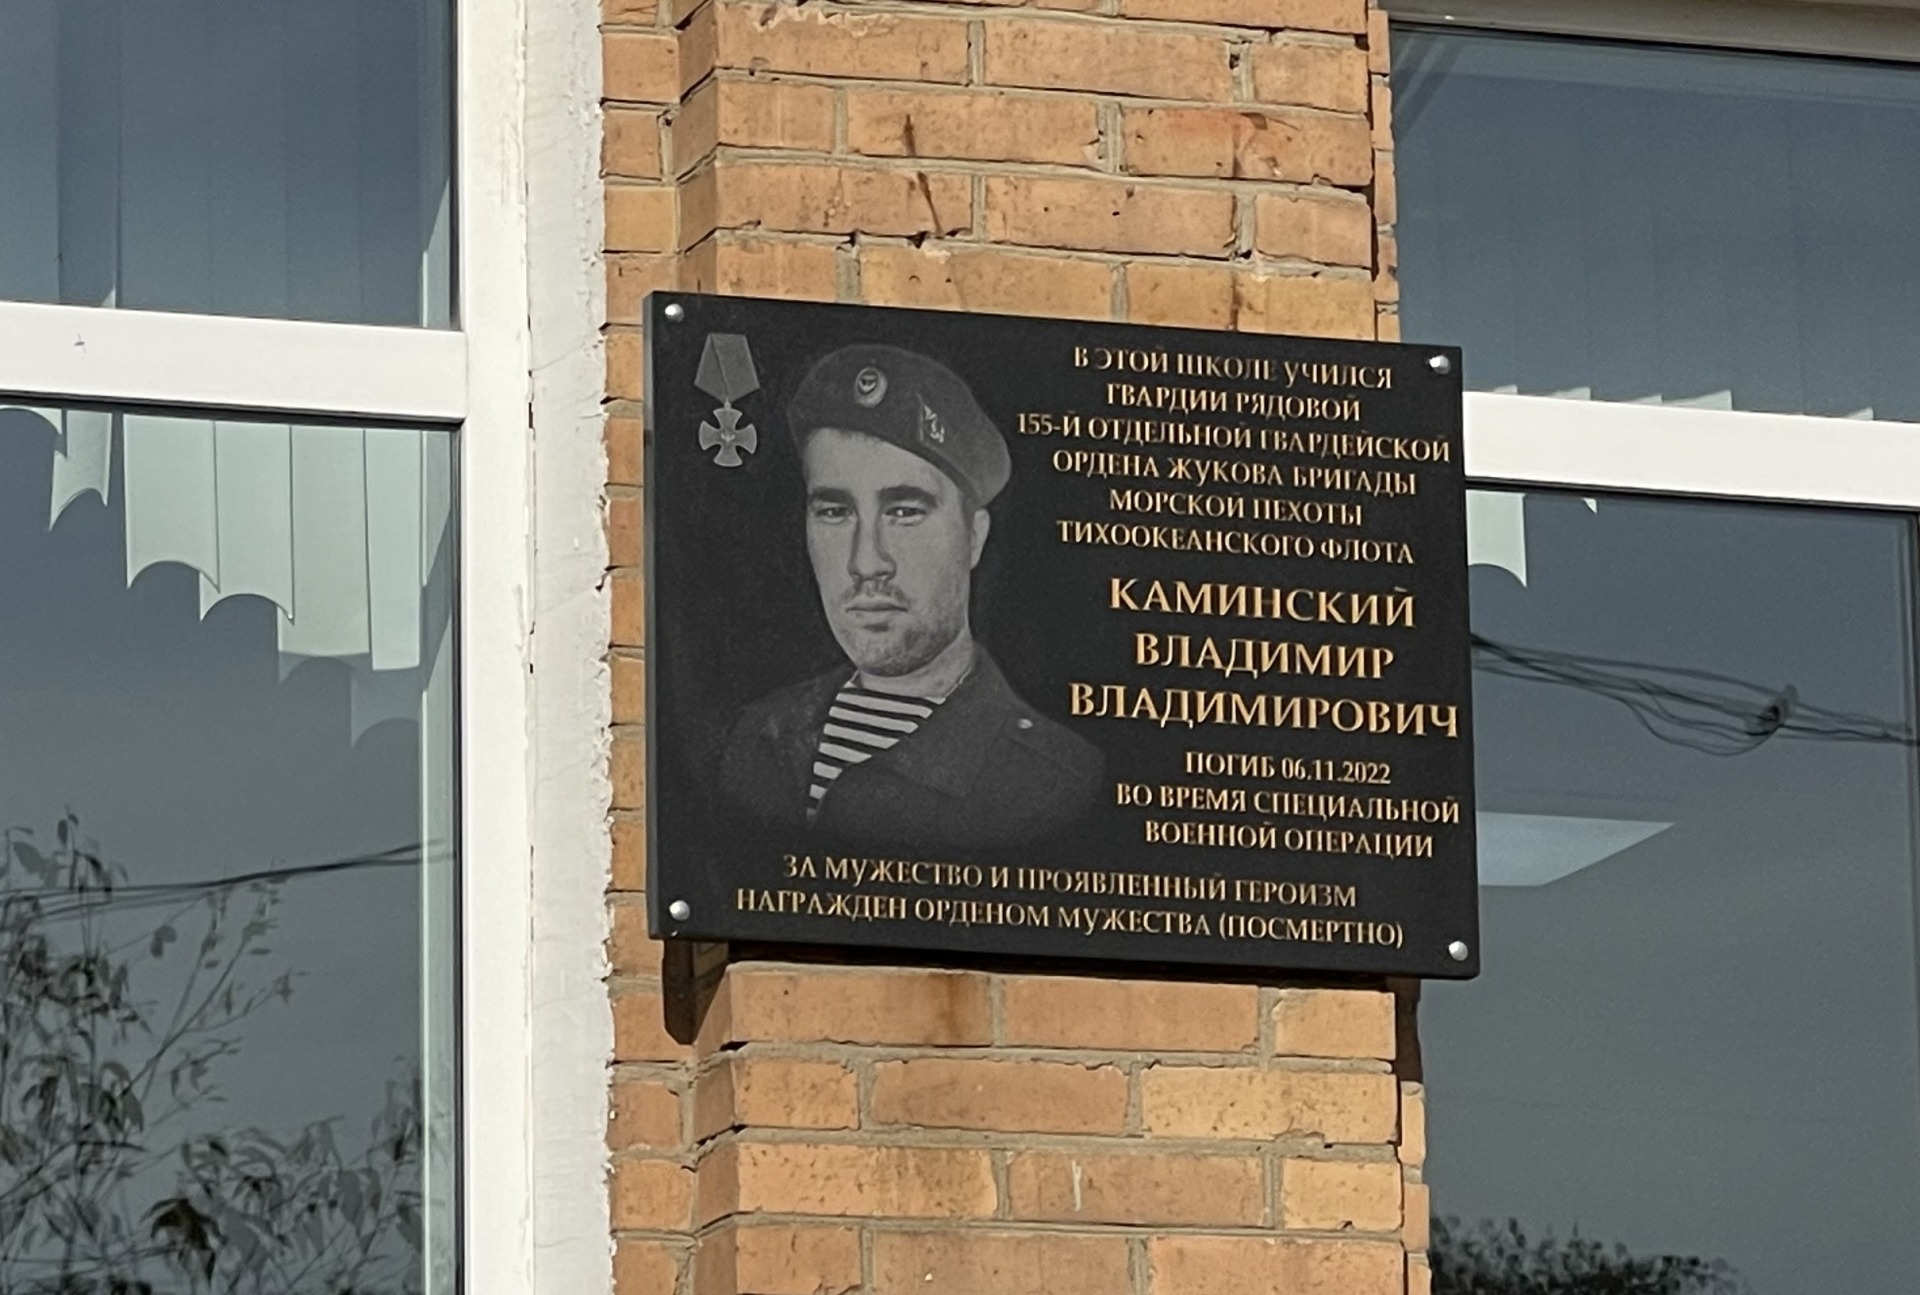 В ЭТОЙ ШКОЛЕ УЧИЛСЯ
ГВАРДИИ РЯДОВОЙ
155-Й ОТДЕЛЬНОЙ ГВАРДЕЙСКОЙ
ОРДЕНА ЖУКОВА БРИГАДЫ
МОРСКОЙ ПЕХОТЫ
ТИХООКЕАНСКОГО ФЛОТА
КАМИНСКИЙ
ВЛАДИМИР
ВЛАДИМИРОВИЧ
ПОГИБ 06.11.2022
ВО ВРЕМЯ СПЕЦИАЛЬНОЙ
ВОЕННОЙ ОПЕРАЦИИ
ЗА МУЖЕСТВО И ПРОЯВЛЕННЫЙ ГЕРОИЗМ
НАГРАЖДЕН ОРДЕНОМ МУЖЕСТВА (ПОСМЕРТНО)